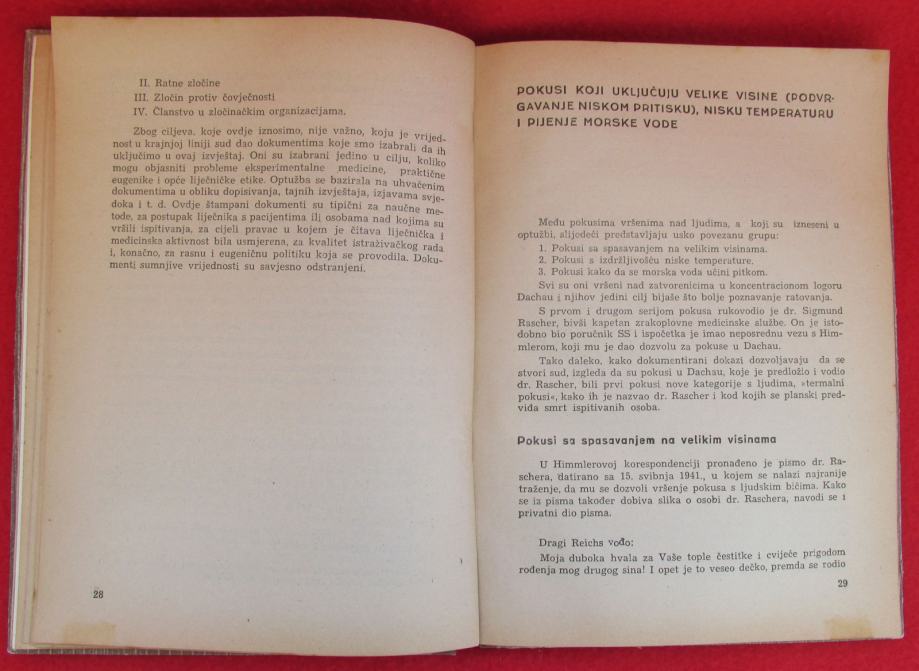 II. Ratne zločine
III. Zločin protiv čovječnosti
IV. Članstvo u zločinačkim organizacijama.
Zbog ciljeva, koje ovdje iznosimo, nije važno, koju je vrijed-
nost u krajnoj liniji sud dao dokumentima koje smo izabrali da ih
uključimo u ovaj izvještaj. Oni su izabrani jedino u cilju, koliko
mogu objasniti probleme eksperimentalne medicine, praktične
eugenike i opće liječničke etike. Optužba se bazirala na uhvaćenim
dokumentima u obliku dopisivanja, tajnih izvještaja, izjavama svje-
doka i t. d. Ovdje štampani dokumenti su tipični za naučne me-
tode, za postupak liječnika s pacijentima ili osobama nad kojima su
vršili ispitivanja, za cijeli pravac u kojem je čitava liječnička i
medicinska aktivnost bila usmjerena, za kvalitet istraživačkog rada
i, konačno, za rasnu i eugeničnu politiku koja se provodila. Doku-
menti sumnjive vrijednosti su savjesno odstranjeni.
28
POKUSI KOJI UKLJUČUJU VELIKE VISINE (PODVR-
GAVANJE NISKOM PRITISKU), NISKU TEMPERATURU
I PIJENJE MORSKE VODE
Među pokusima vršenima nad ljudima, a koji su izneseni u
optužbi, slijedeći predstavljaju usko povezanu grupu:
1. Pokusi sa spasavanjem na velikim visinama.
2. Pokusi s izdržljivošću niske temperature.
3. Pokusi kako da se morska voda učini pitkom.
Svi su oni vršeni nad zatvorenicima u koncentracionom logoru
Dachau i njihov jedini cilj bijaše što bolje poznavanje ratovanja.
S prvom i drugom serijom pokusa rukovodio je dr. Sigmund
Rascher, bivši kapetan zrakoplovne medicinske službe. On je isto-
dobno bio poručnik SS i ispočetka je imao neposrednu vezu s Him-
mlerom, koji mu je dao dozvolu za pokuse u Dachau.
Tako daleko, kako dokumentirani dokazi dozvoljavaju da se
stvori sud, izgleda da su pokusi u Dachau, koje je predložio i vodio
dr. Rascher, bili prvi pokusi nove kategorije s ljudima, »termalni
pokusi«, kako ih je nazvao dr. Rascher i kod kojih se planski pred-
viđa smrt ispitivanih osoba.
Pokusi sa spasavanjem na velikim visinama
U Himmlerovoj korespondenciji pronađeno je pismo dr. Ra-
schera, datirano sa 15. svibnja 1941., u kojem se nalazi najranije
traženje, da mu se dozvoli vršenje pokusa s ljudskim bićima. Kako
se iz pisma također dobiva slika o osobi dr. Raschera, navodi se i
privatni dio pisma.
Dragi Reichs vođo:
Moja duboka hvala za Vaše tople čestitke i cvijeće prigodom
rođenja mog drugog sina! I opet je to veseo dečko, premda se rodio
29